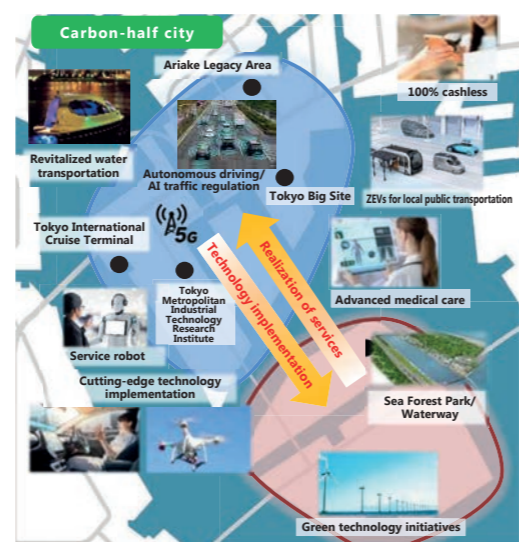 Carbon-half city
Ariake Legacy Area
100% cashless
Revitalized water
transportation
Autonomous driving/
AI traffic regulation
Tokyo Big Site
ZEVs for local public transportation
Tokyo International
Cruise Terminal
5G
Tokyo
Metropolitan
Industrial
Technology
Research
Institute
Technology implementation
Realization of services
Advanced medical care
Service robot
Cutting-edge technology
implementation
Sea Forest Park/
Waterway
Green technology initiatives